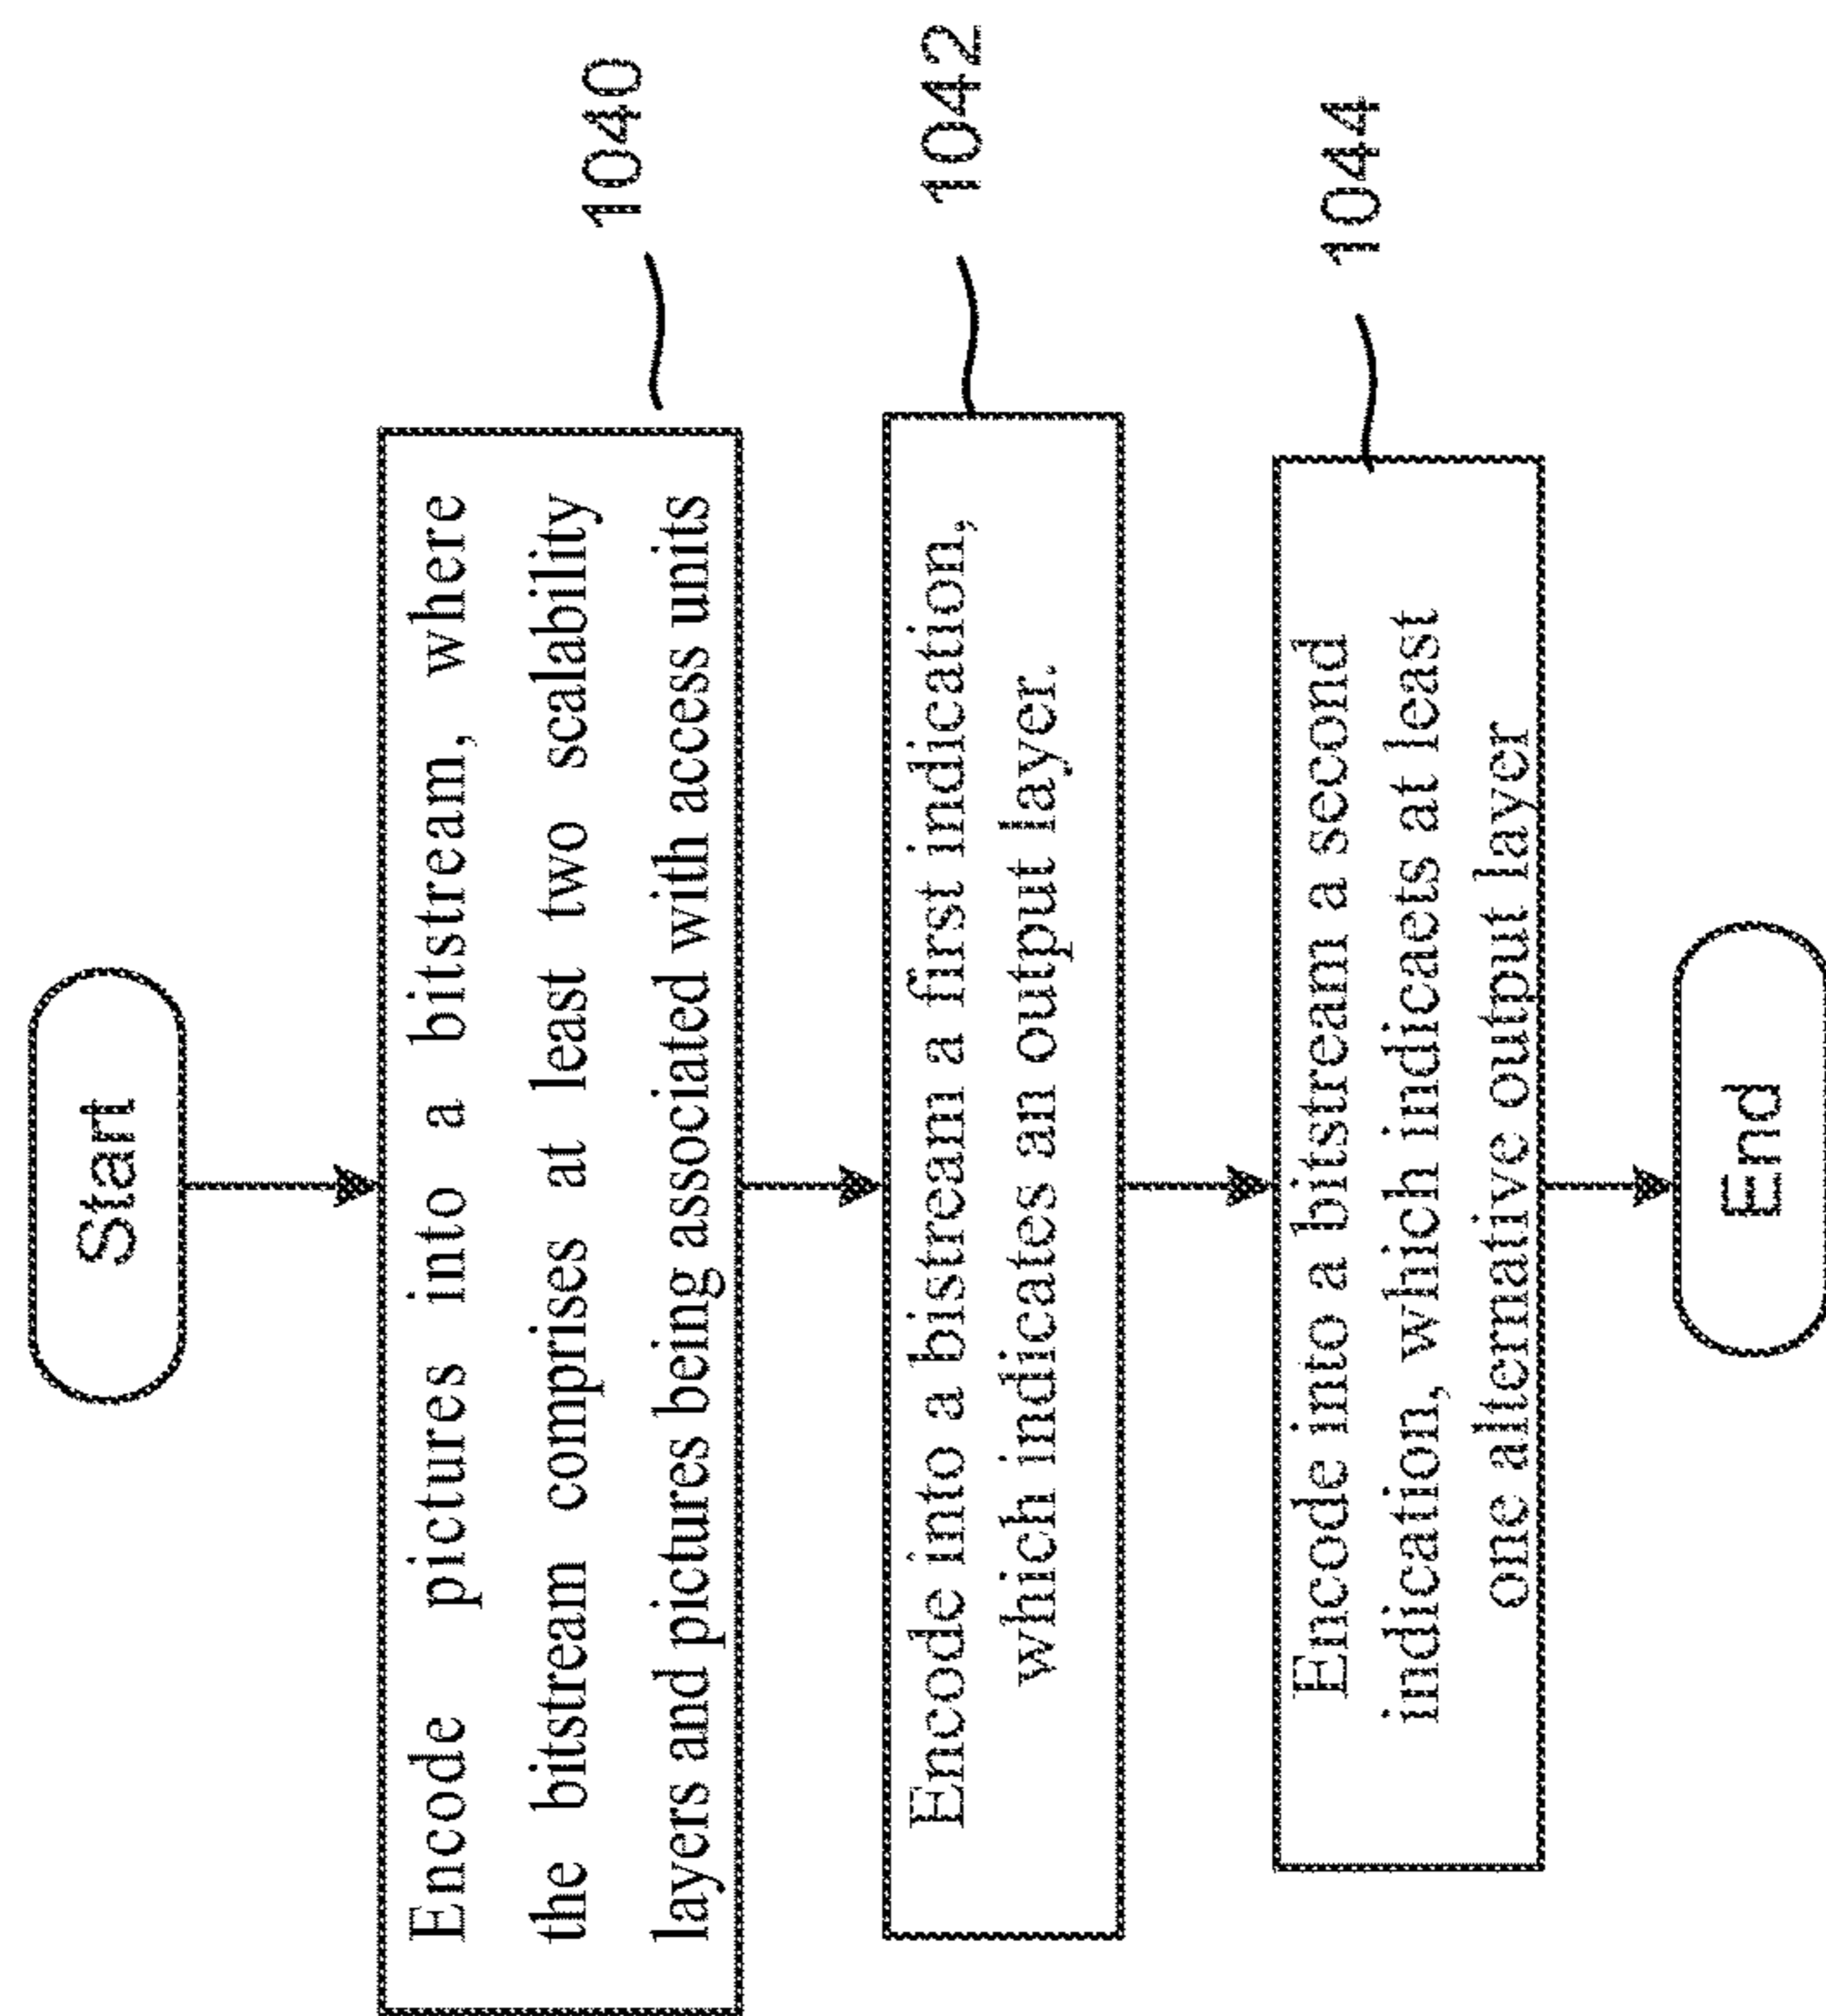 Start
Encode pictures into a bitstream, where
the bitstream comprises at least two scalability
layers and pictures being associated with access units
1040
Encode into a bistream a first indication,
which indicates an output layer.
1042
Encode into a bitstream a second
indication, which indicaets at least
one alternative output layer
1044
End